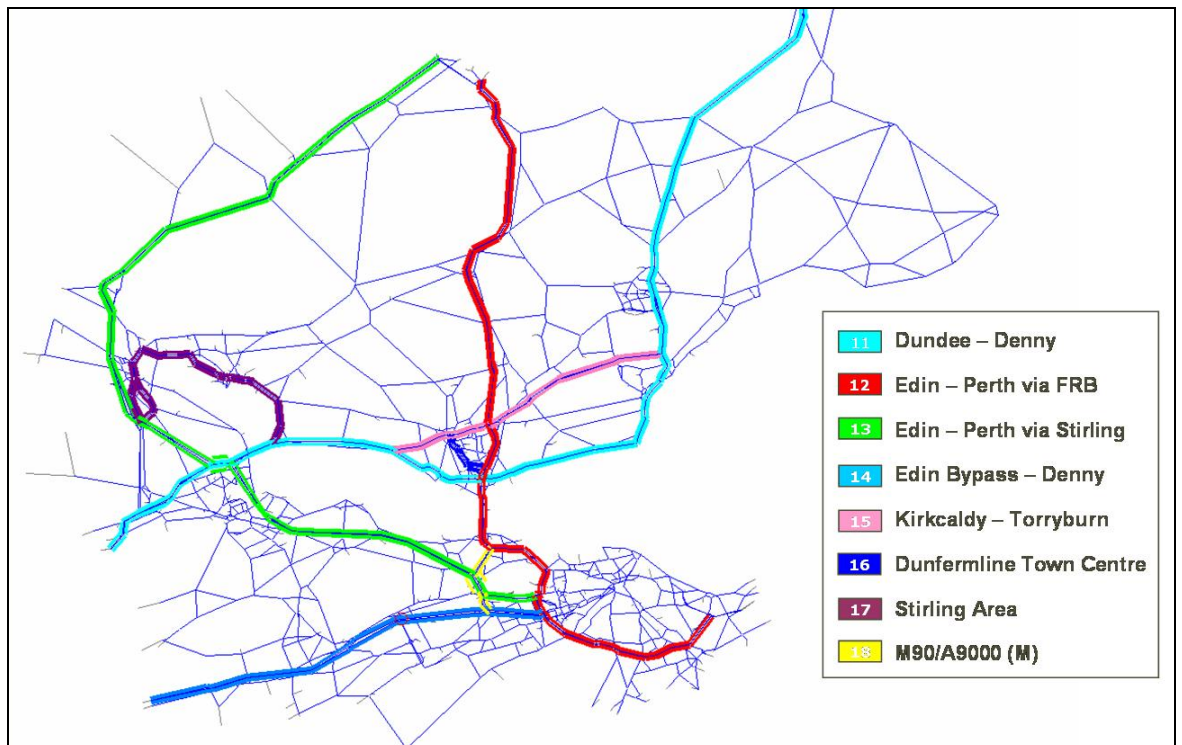 11 Dundee – Denny
12 Edin – Perth via FRB
13 Edin – Perth via Stirling
14 Edin Bypass – Denny
15 Kirkcaldy – Torryburn
16 Dunfermline Town Centre
17 Stirling Area
18 M90/A9000 (M)